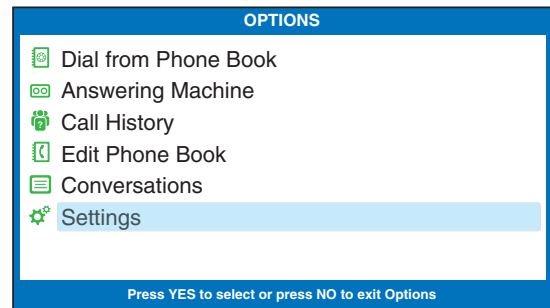 OPTIONS
Dial from Phone Book
Answering Machine
Call History
Edit Phone Book
Conversations
Settings
Press YES to select or press NO to exit Options